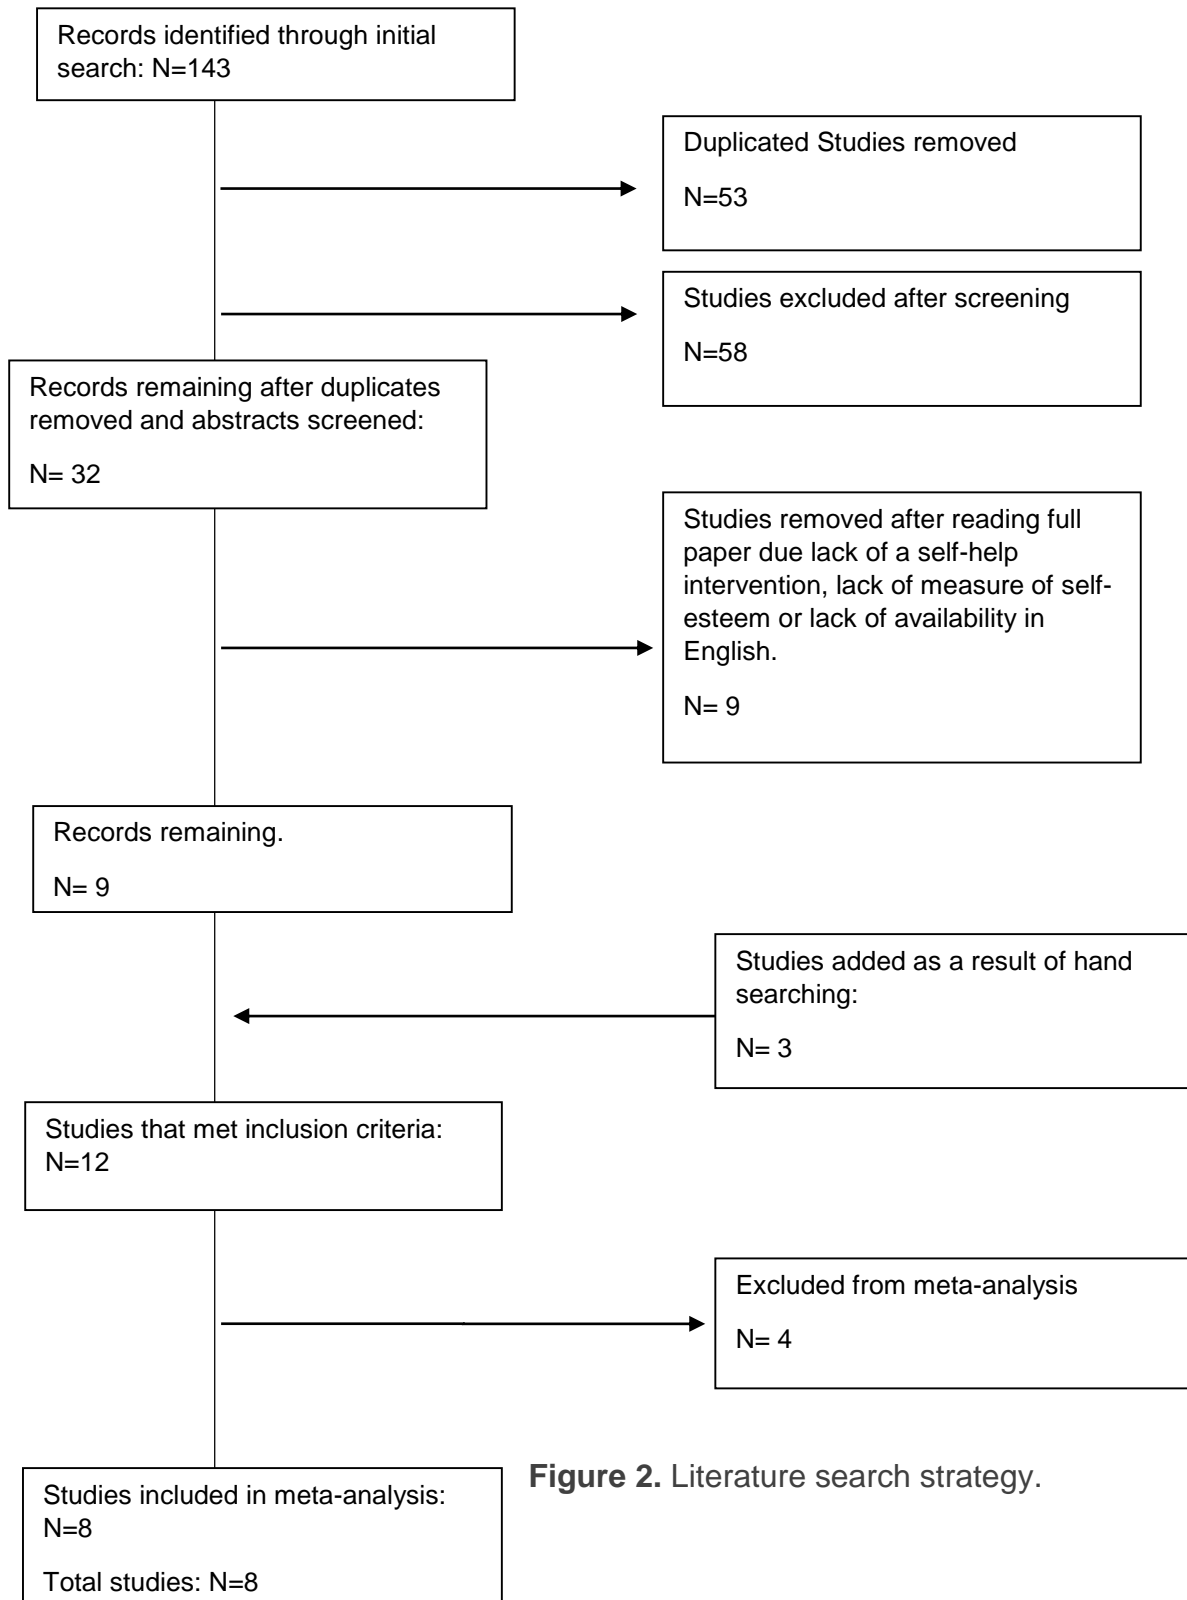 Records identified through initial
search: N=143
Duplicated Studies removed
N=53
Studies excluded after screening
N=58
Records remaining after duplicates
removed and abstracts screened:
N= 32
Studies removed after reading full
paper due lack of a self-help
intervention, lack of measure of self-
esteem or lack of availability in
English.
N= 9
Records remaining.
N= 9
Studies added as a result of hand
searching:
N= 3
Studies that met inclusion criteria:
N=12
Excluded from meta-analysis
N= 4
Figure 2. Literature search strategy.
Studies included in meta-analysis:
N=8
Total studies: N=8